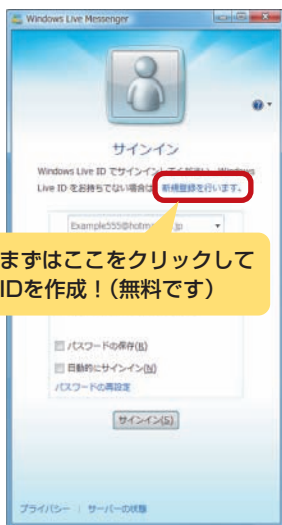 Windows Live Messenger
サインイン
Windows Live ID でサインインしてください。Windows
Live ID をお持ちでない場合は 新規登録を行います。
Example555@hotm jp
まずはここをクリックして
IDを作成！(無料です)
パスワードの保存(R)
自動的にサインイン(N)
パスワードの再設定
サインイン(S)
プライバシー | サーバーの状態